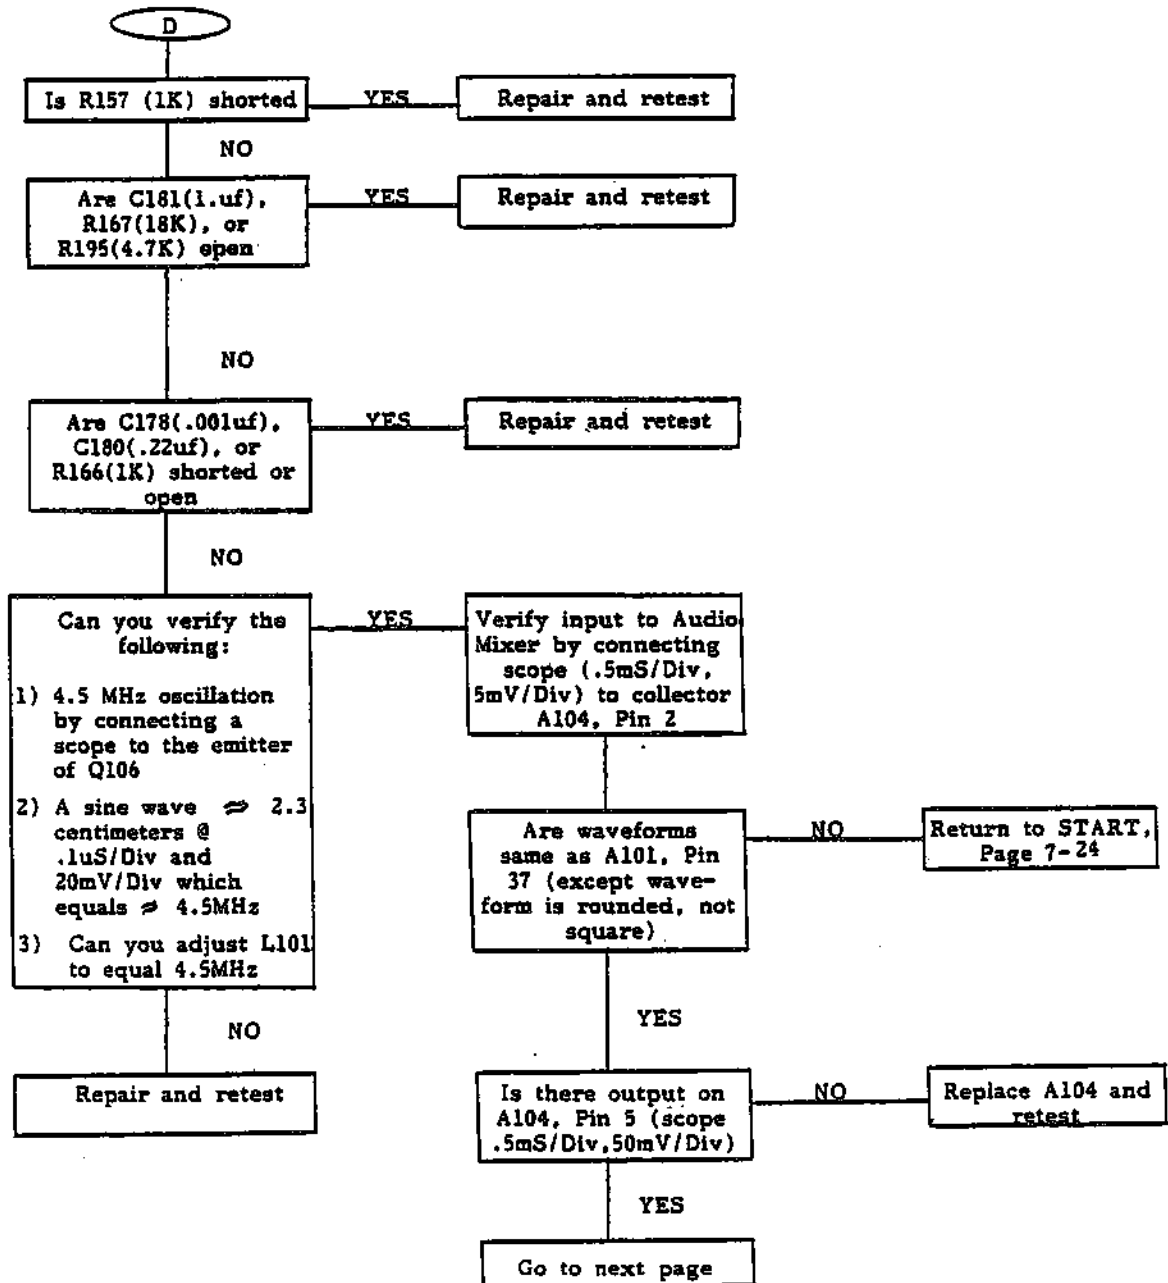 D
Is R157 (1K) shorted
YES
Repair and retest
NO
Are C181(1.uf),
R167(18K), or
R195(4.7K) open
YES
Repair and retest
NO
Are C178(.001uf),
C180(.22uf), or
R166(1K) shorted or
open
YES
Repair and retest
NO
Can you verify the
following:
1) 4.5 MHz oscillation
by connecting a
scope to the emitter
of Q106
2) A sine wave ≈ 2.3
centimeters @
.1uS/Div and
20mV/Div which
equals ≈ 4.5MHz
3) Can you adjust L101
to equal 4.5MHz
YES
Verify input to Audio
Mixer by connecting
scope (.5mS/Div,
5mV/Div) to collector
A104, Pin 2
Are waveforms
same as A101, Pin
37 (except wave-
form is rounded, not
square)
NO
Return to START,
Page 7-24
NO
Repair and retest
YES
Is there output on
A104, Pin 5 (scope
.5mS/Div,50mV/Div)
NO
Replace A104 and
retest
YES
Go to next page